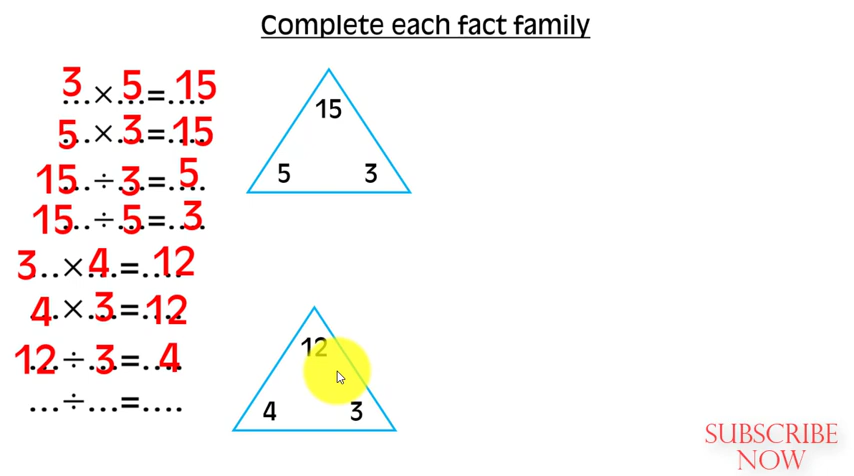 Complete each fact family
3 × 5 = 15
5 × 3 = 15
15 ÷ 3 = 5
15 ÷ 5 = 3
15
5 3
3 × 4 = 12
4 × 3 = 12
12 ÷ 3 = 4
... ÷ ... = ....
12
4 3
SUBSCRIBE
NOW